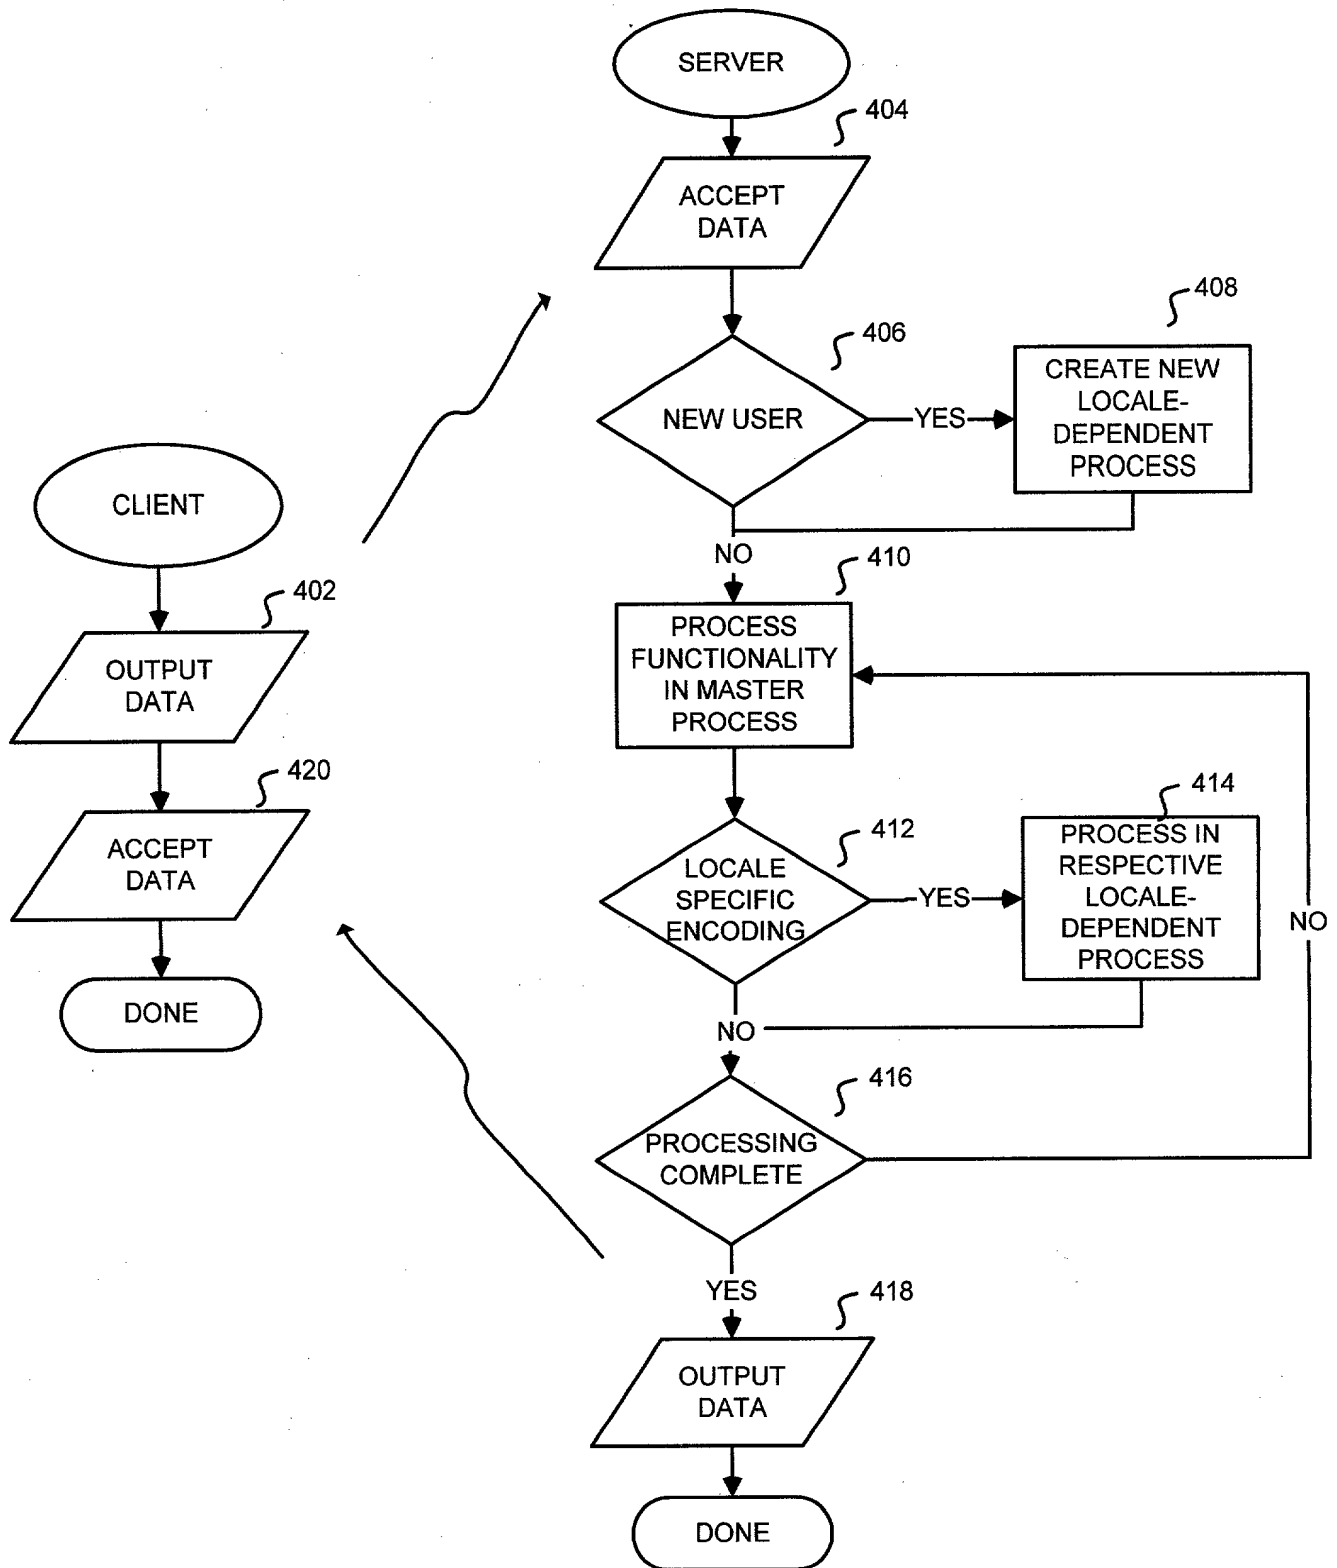 SERVER
404
ACCEPT
DATA
406
NEW USER
YES
408
CREATE NEW
LOCALE-
DEPENDENT
PROCESS
NO
CLIENT
402
OUTPUT
DATA
420
ACCEPT
DATA
DONE
410
PROCESS
FUNCTIONALITY
IN MASTER
PROCESS
412
LOCALE
SPECIFIC
ENCODING
YES
414
PROCESS IN
RESPECTIVE
LOCALE-
DEPENDENT
PROCESS
NO
NO
416
PROCESSING
COMPLETE
YES
418
OUTPUT
DATA
DONE